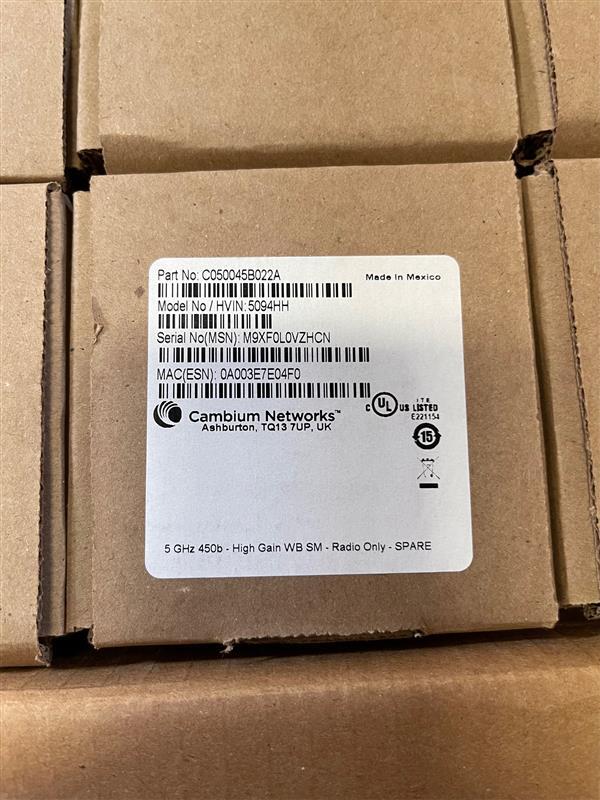 Part No: C050045B022A
Made in Mexico
Model No / HVIN: 5094HH
Serial No(MSN): M9XF0L0VZHCN
MAC(ESN): 0A003E7E04F0
Cambium Networks™
Ashburton, TQ13 7UP, UK
C UL US LISTED
I.T.E.
E221154
15
5 GHz 450b - High Gain WB SM - Radio Only - SPARE